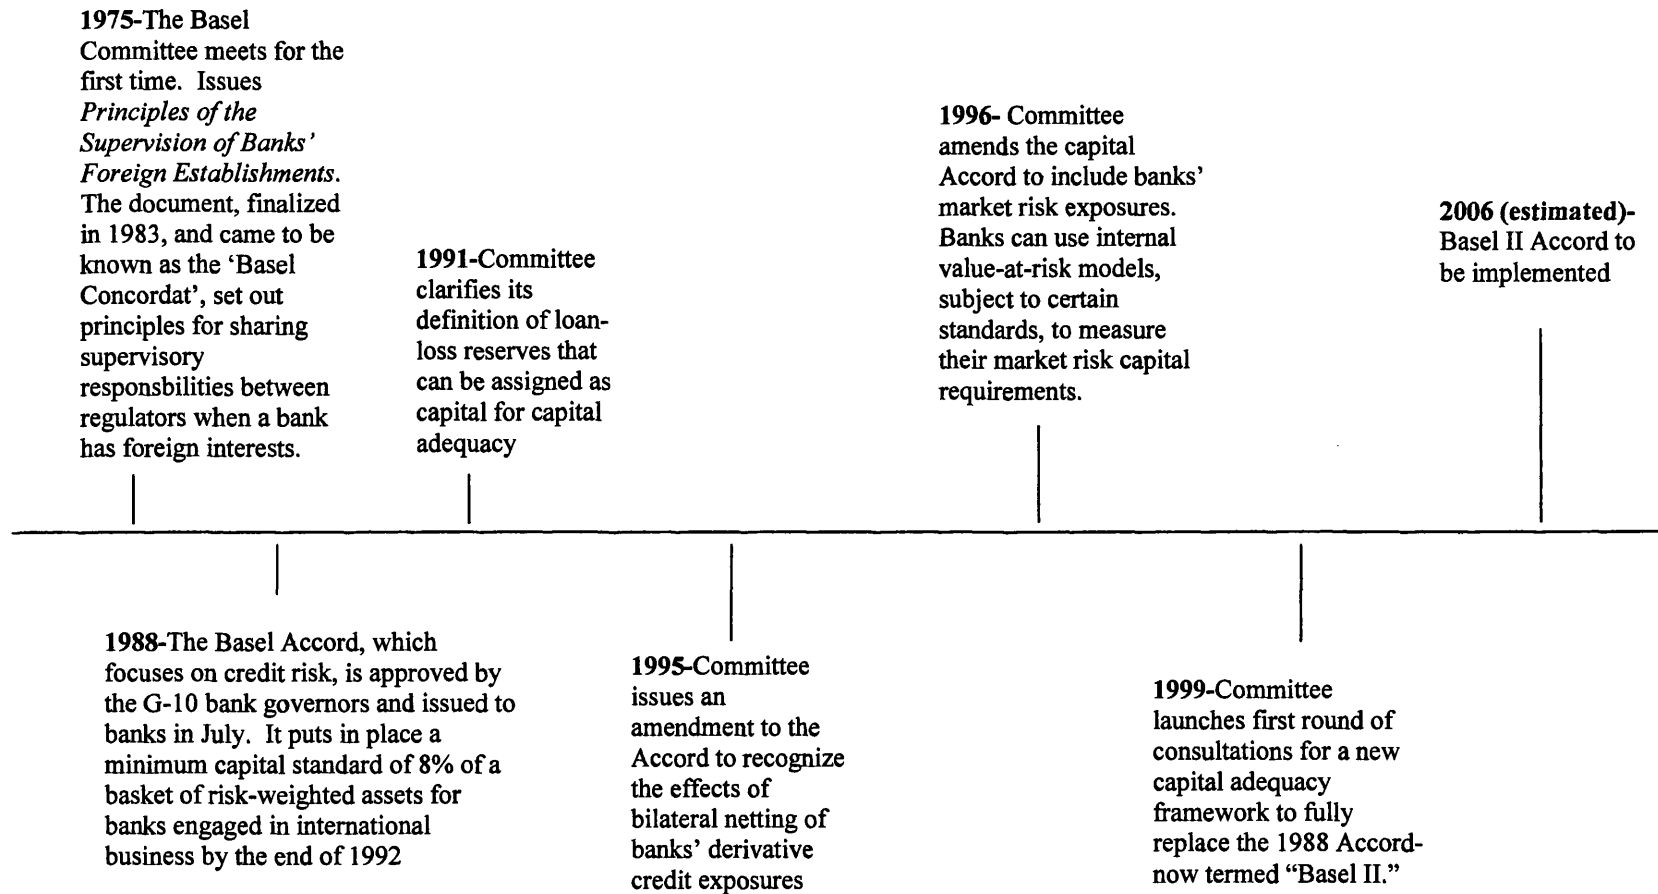 1975-The Basel
Committee meets for the
first time.  Issues
Principles of the
Supervision of Banks'
Foreign Establishments.
The document, finalized
in 1983, and came to be
known as the ‘Basel
Concordat’, set out
principles for sharing
supervisory
responsbilities between
regulators when a bank
has foreign interests.
1988-The Basel Accord, which
focuses on credit risk, is approved by
the G-10 bank governors and issued to
banks in July.  It puts in place a
minimum capital standard of 8% of a
basket of risk-weighted assets for
banks engaged in international
business by the end of 1992
1991-Committee
clarifies its
definition of loan-
loss reserves that
can be assigned as
capital for capital
adequacy
1995-Committee
issues an
amendment to the
Accord to recognize
the effects of
bilateral netting of
banks’ derivative
credit exposures
1996- Committee
amends the capital
Accord to include banks’
market risk exposures.
Banks can use internal
value-at-risk models,
subject to certain
standards, to measure
their market risk capital
requirements.
1999-Committee
launches first round of
consultations for a new
capital adequacy
framework to fully
replace the 1988 Accord-
now termed “Basel II.”
2006 (estimated)-
Basel II Accord to
be implemented